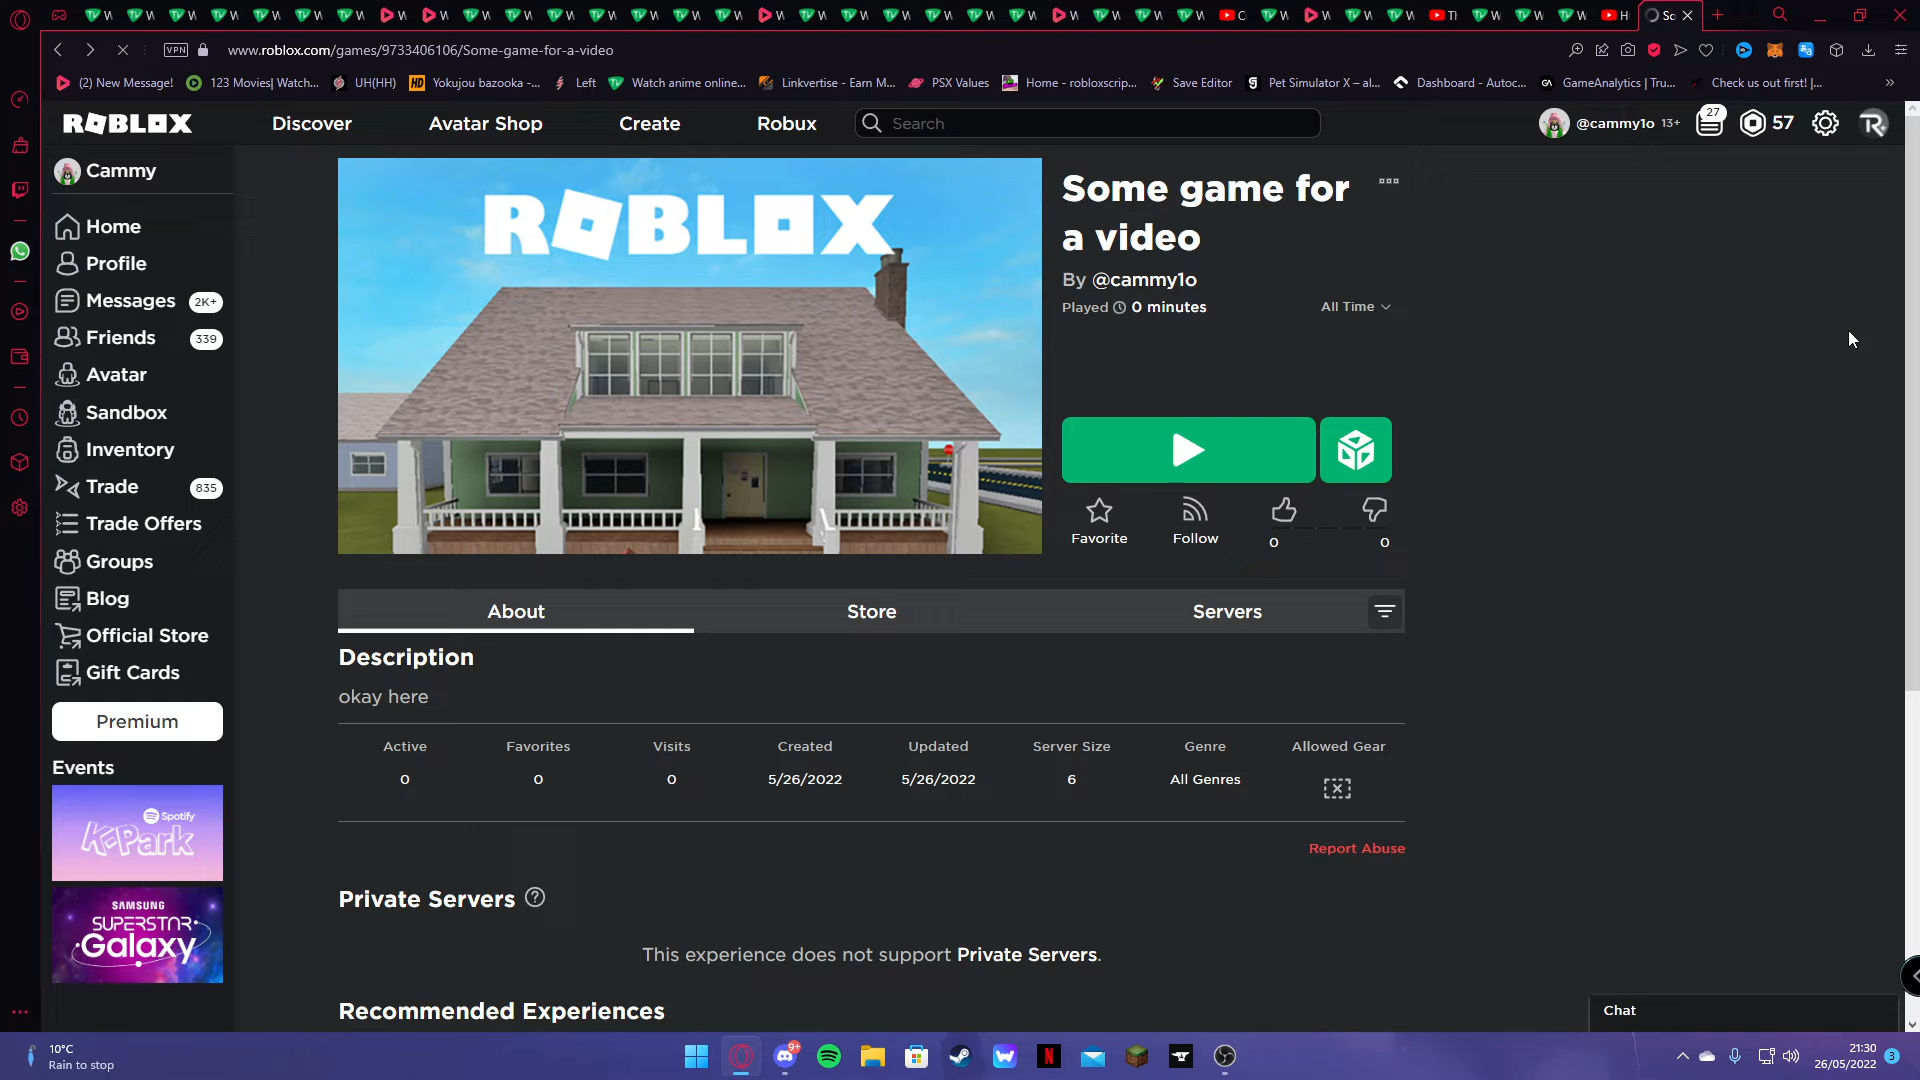 www.roblox.com/games/9733406106/Some-game-for-a-video
VPN
(2) New Message!
123 Movies| Watch...
UH(HH)
Yokujou bazooka -...
Left
Watch anime online...
Linkvertise - Earn M...
PSX Values
Home - robloxscrip...
Save Editor
Pet Simulator X – al...
Dashboard - Autoc...
GameAnalytics | Tru...
Check us out first! |...
ROBLOX
Discover
Avatar Shop
Create
Robux
Search
@cammy1o 13+
27
57
Cammy
Home
Profile
Messages 2K+
Friends 339
Avatar
Sandbox
Inventory
Trade 835
Trade Offers
Groups
Blog
Official Store
Gift Cards
Premium
Events
Spotify
K-Park
SAMSUNG
SUPERSTAR
Galaxy
ROBLOX
Some game for
a video
By @cammy1o
Played 0 minutes
All Time
Favorite
Follow
0
0
About
Store
Servers
Description
okay here
Active Favorites Visits Created Updated Server Size Genre Allowed Gear
0 0 0 5/26/2022 5/26/2022 6 All Genres
Report Abuse
Private Servers
This experience does not support Private Servers.
Recommended Experiences
Chat
10°C
Rain to stop
9+
21:30
26/05/2022
3